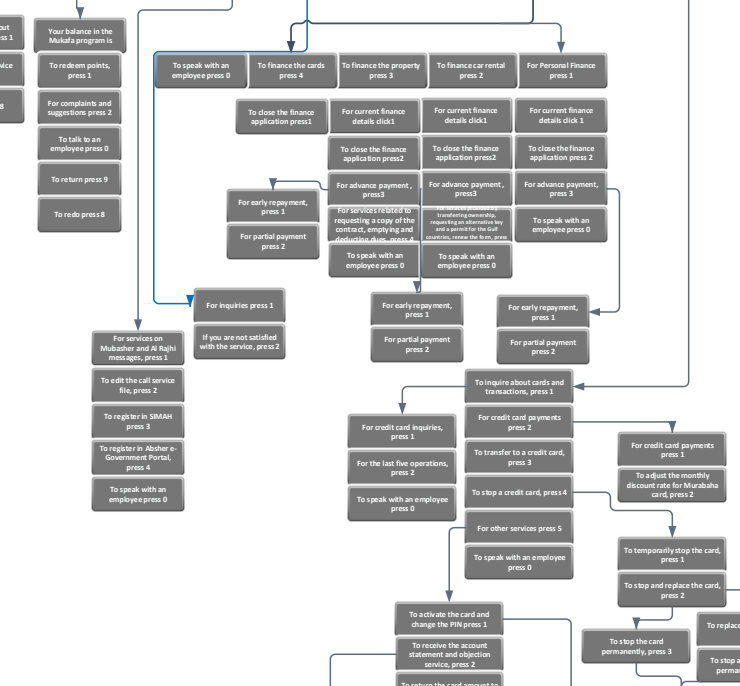 out
ss 1
vice
8
Your balance in the
Mukafa program is
To redeem points,
press 1
For complaints and
suggestions press 2
To talk to an
employee press 0
To return press 9
To redo press 8
To speak with an
employee press 0
To finance the cards
press 4
To finance the property
press 3
To finance car rental
press 2
For Personal Finance
press 1
To close the finance
application press1
For current finance
details click1
For current finance
details click1
For current finance
details click 1
To close the finance
application press2
To close the finance
application press2
To close the finance
application press 2
For advance payment ,
press3
For advance payment ,
press3
For advance payment,
press 3
For early repayment,
press 1
For partial payment
press 2
For services related to
requesting a copy of the
contract, emptying and
deducting dues, press 4
transferring ownership,
requesting an alternative key
and a permit for the Gulf
countries, renew the form, press
To speak with an
employee press 0
To speak with an
employee press 0
To speak with an
employee press 0
For inquiries press 1
If you are not satisfied
with the service, press 2
For early repayment,
press 1
For partial payment
press 2
For early repayment,
press 1
For partial payment
press 2
For services on
Mubasher and Al Rajhi
messages, press 1
To edit the call service
file, press 2
To register in SIMAH
press 3
To register in Absher e-
Government Portal,
press 4
To speak with an
employee press 0
To inquire about cards and
transactions, press 1
For credit card payments
press 2
To transfer to a credit card,
press 3
To stop a credit card, press 4
For other services press 5
To speak with an employee
press 0
For credit card inquiries,
press 1
For the last five operations,
press 2
To speak with an employee
press 0
For credit card payments
press 1
To adjust the monthly
discount rate for Murabaha
card, press 2
To temporarily stop the card,
press 1
To stop and replace the card,
press 2
To stop the card
permanently, press 3
To replace
To stop a
perma
To activate the card and
change the PIN press 1
To receive the account
statement and objection
service, press 2
To return the card amount to